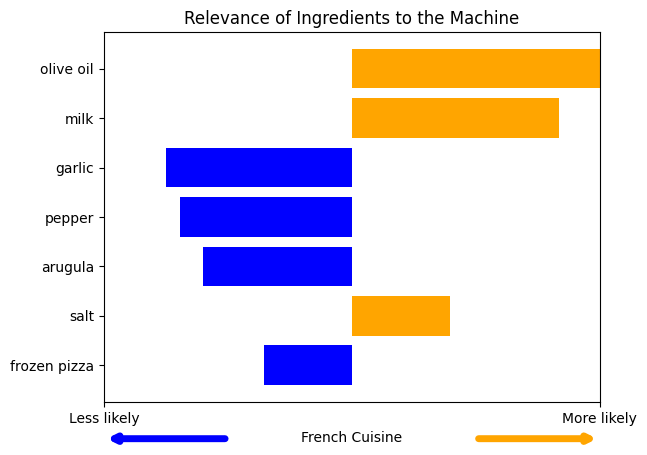 Relevance of Ingredients to the Machine
olive oil
milk
garlic
pepper
arugula
salt
frozen pizza
Less likely
More likely
French Cuisine